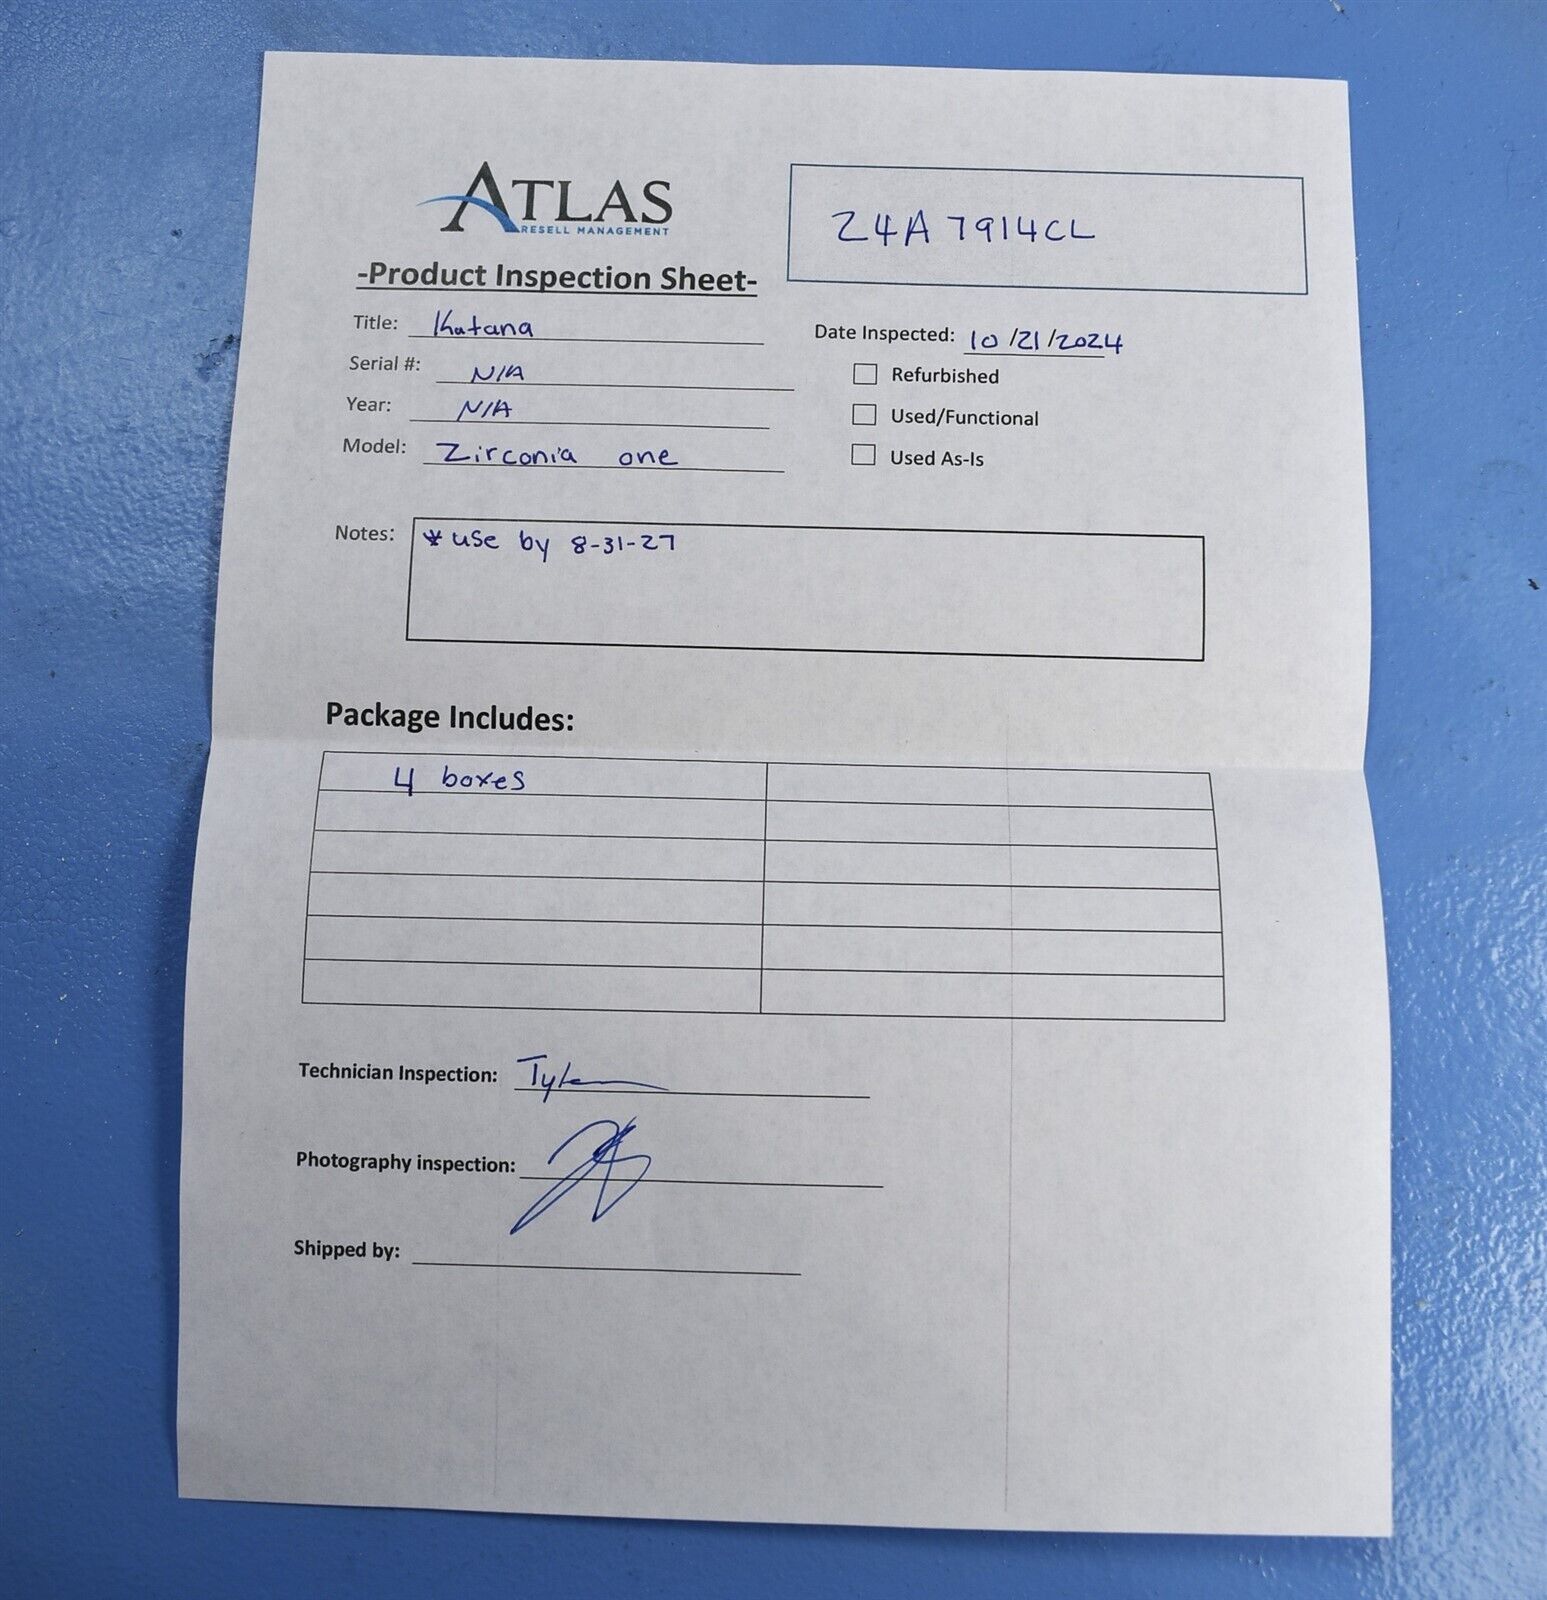 ATLAS
RESELL MANAGEMENT
24A7914CL
-Product Inspection Sheet-
Title: Katana
Date Inspected: 10/21/2024
Serial #: N/A
Refurbished
Year: N/A
Used/Functional
Model: Zirconia one
Used As-Is
Notes: * use by 8-31-27
Package Includes:
4 boxes
Technician Inspection: Tyler
Photography inspection:
Shipped by: